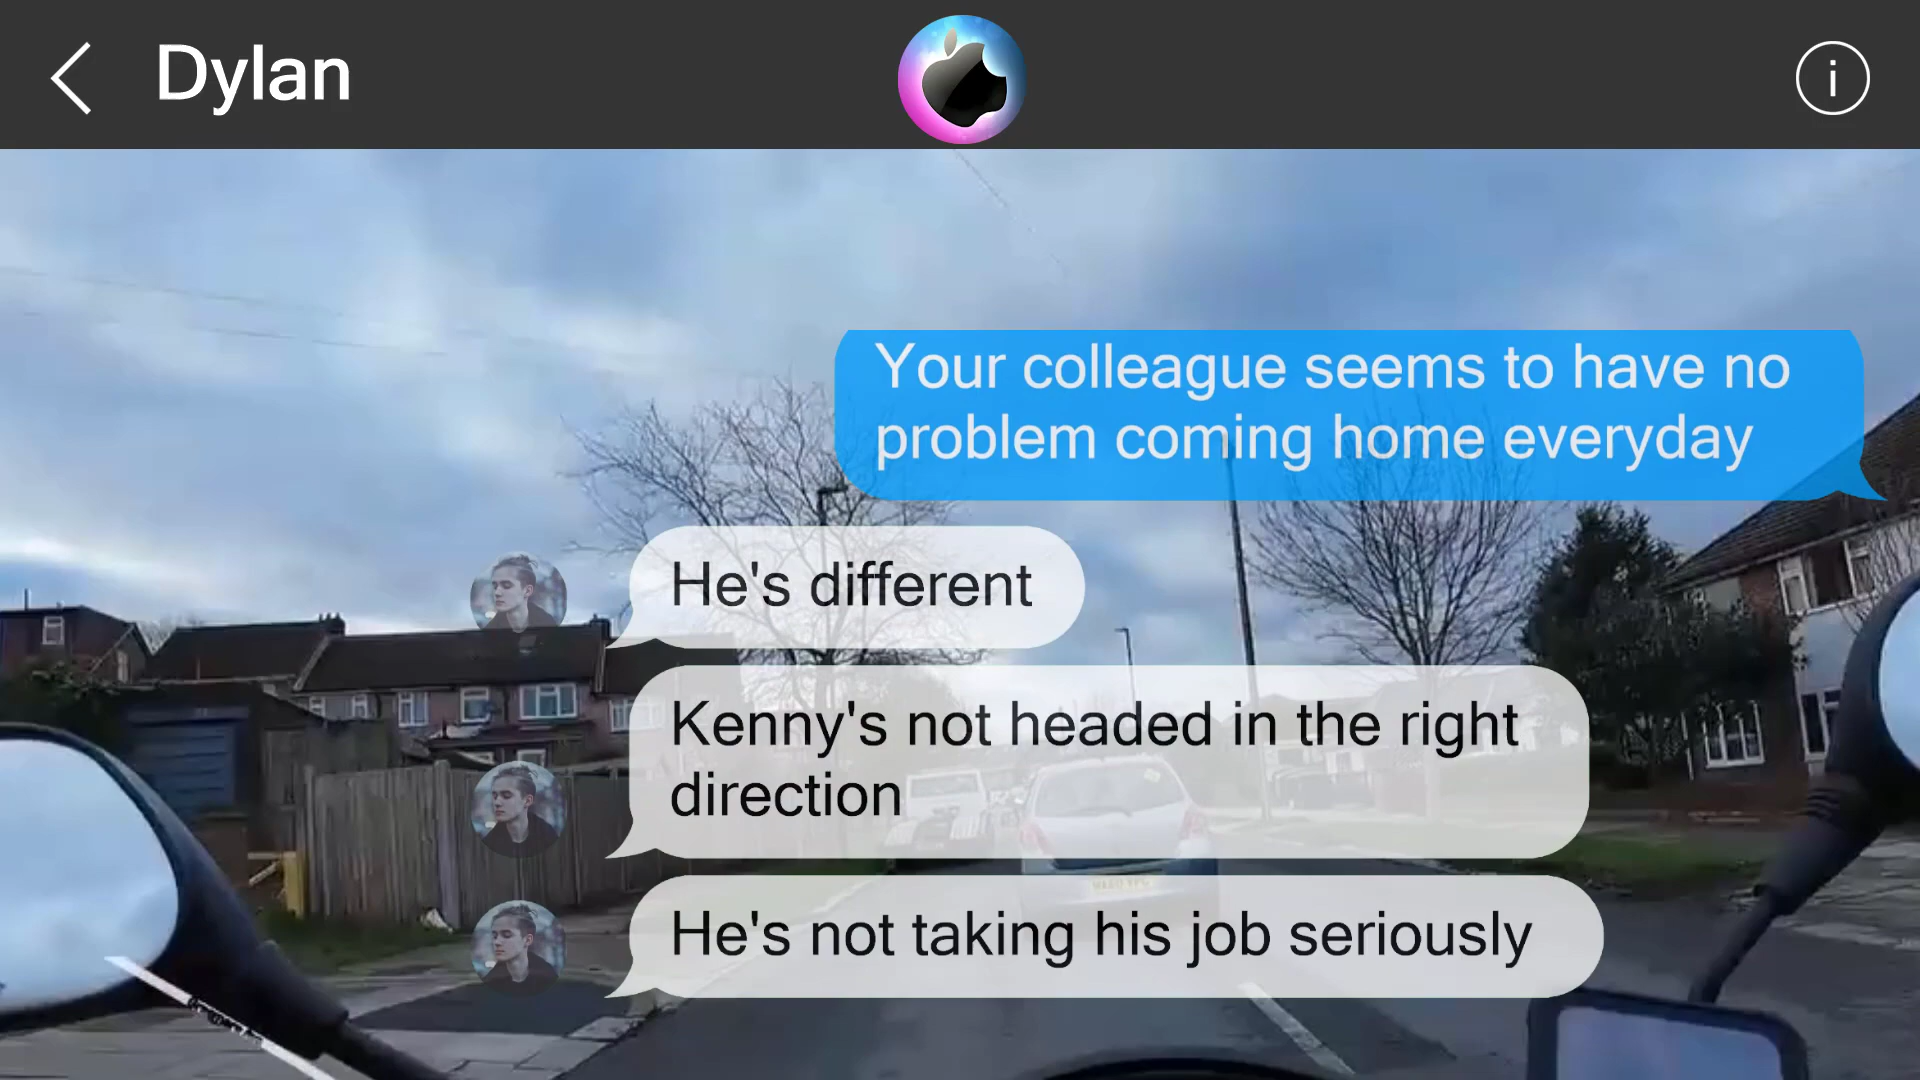 Dylan
Your colleague seems to have no
problem coming home everyday
He's different
Kenny's not headed in the right
direction
He's not taking his job seriously